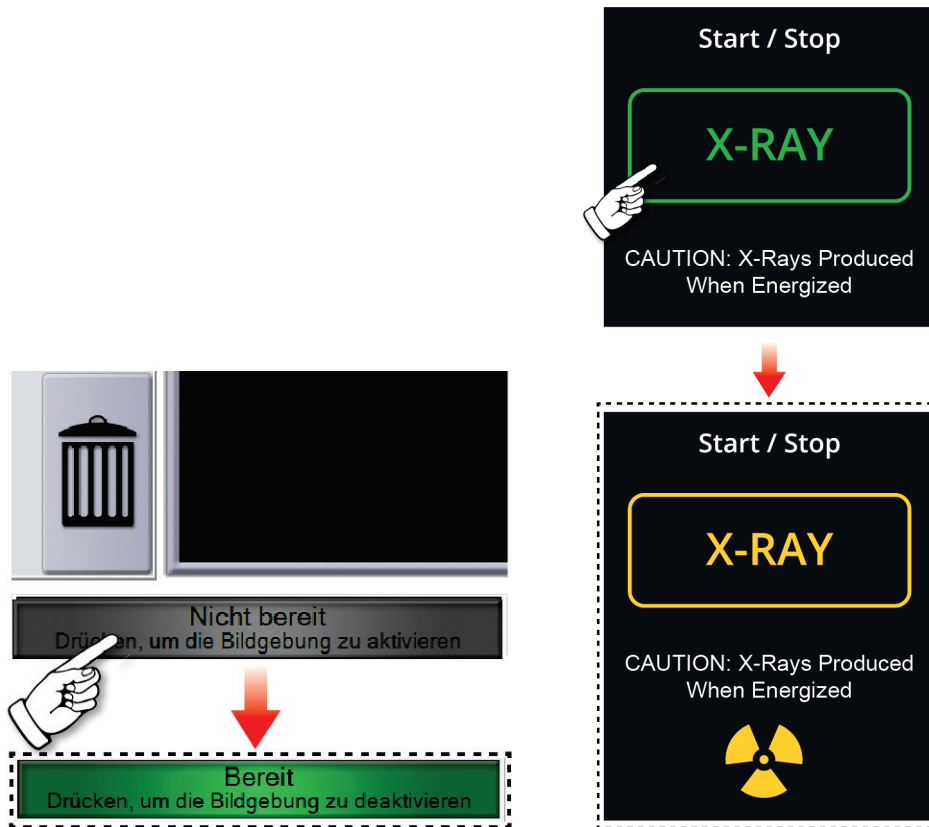 Start / Stop
X-RAY
CAUTION: X-Rays Produced
When Energized
Nicht bereit
Drücken, um die Bildgebung zu aktivieren
Bereit
Drücken, um die Bildgebung zu deaktivieren
Start / Stop
X-RAY
CAUTION: X-Rays Produced
When Energized